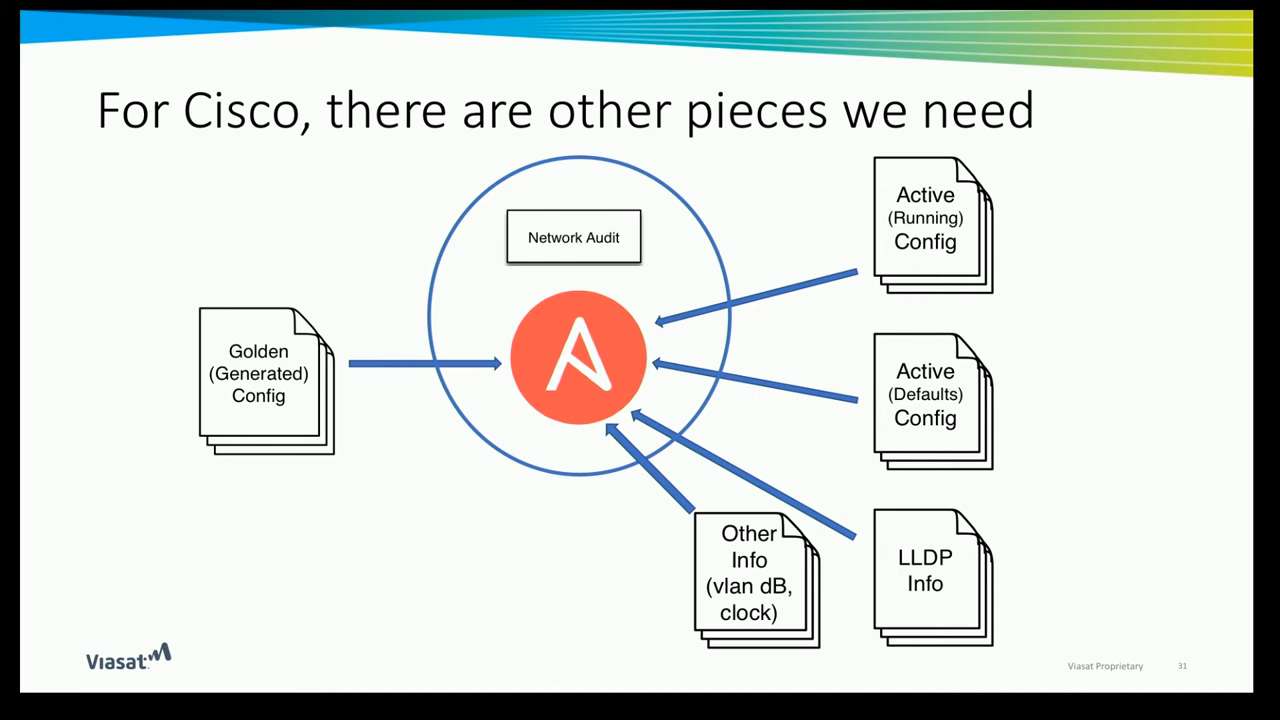 For Cisco, there are other pieces we need
Network Audit
Golden
(Generated)
Config
Active
(Running)
Config
Active
(Defaults)
Config
Other
Info
(vlan dB,
clock)
LLDP
Info
Viasat
Viasat Proprietary
31